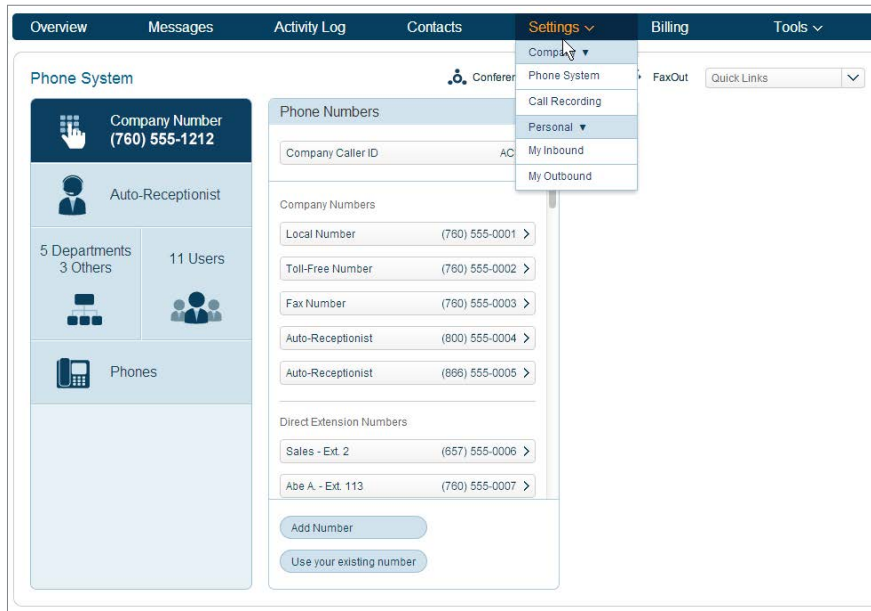 Overview Messages Activity Log Contacts Settings Billing Tools
Phone System
Conferen
FaxOut
Quick Links
Company
Phone System
Call Recording
Personal
My Inbound
My Outbound
Company Number
(760) 555-1212
Auto-Receptionist
5 Departments
3 Others
11 Users
Phones
Phone Numbers
Company Caller ID AC
Company Numbers
Local Number (760) 555-0001
Toll-Free Number (760) 555-0002
Fax Number (760) 555-0003
Auto-Receptionist (800) 555-0004
Auto-Receptionist (866) 555-0005
Direct Extension Numbers
Sales - Ext. 2 (657) 555-0006
Abe A. - Ext. 113 (760) 555-0007
Add Number
Use your existing number